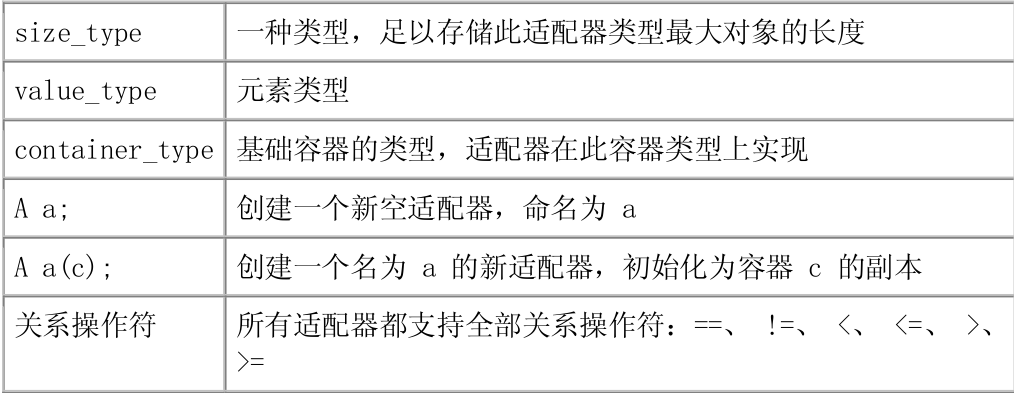 size_type 一种类型，足以存储此适配器类型最大对象的长度
value_type 元素类型
container_type 基础容器的类型，适配器在此容器类型上实现
A a; 创建一个新空适配器，命名为 a
A a(c); 创建一个名为 a 的新适配器，初始化为容器 c 的副本
关系操作符 所有适配器都支持全部关系操作符：==、 !=、 <、 <=、 >、
>=